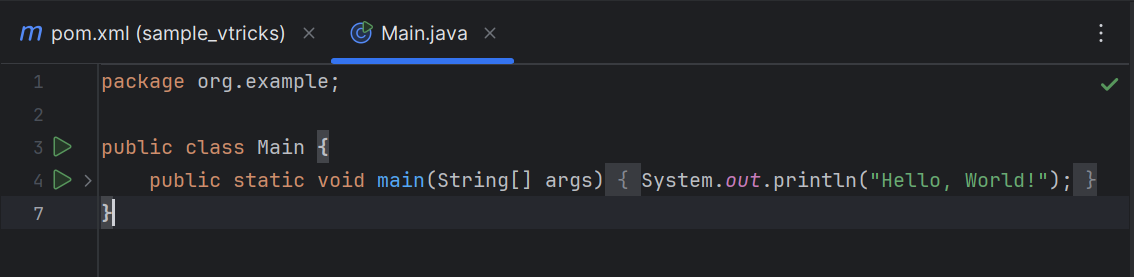 m pom.xml (sample_vtricks) × C Main.java ×
1 package org.example;
2
3 public class Main {
4 public static void main(String[] args) { System.out.println("Hello, World!"); }
7 }